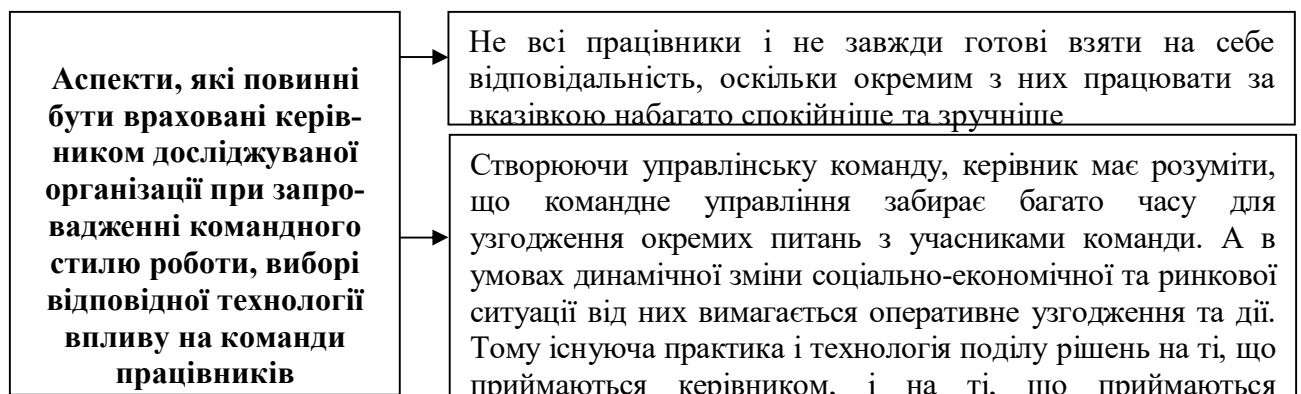 Аспекти, які повинні
бути враховані керів-
ником досліджуваної
організації при запро-
вадженні командного
стилю роботи, виборі
відповідної технології
впливу на команди
працівників
Не всі працівники і не завжди готові взяти на себе
відповідальність, оскільки окремим з них працювати за
вказівкою набагато спокійніше та зручніше
Створюючи управлінську команду, керівник має розуміти,
що командне управління забирає багато часу для
узгодження окремих питань з учасниками команди. А в
умовах динамічної зміни соціально-економічної та ринкової
ситуації від них вимагається оперативне узгодження та дії.
Тому існуюча практика і технологія поділу рішень на ті, що
приймаються керівником, і на ті, що приймаються